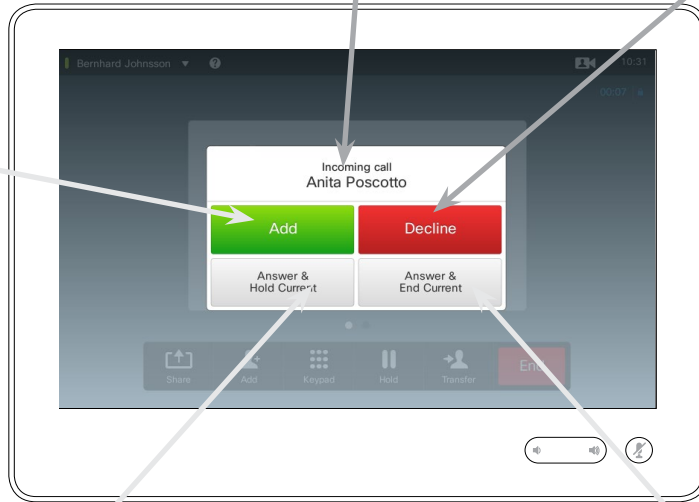 Bernhard Johnsson
?
10:31
00:07
Incoming call
Anita Poscotto
Add
Decline
Answer &
Hold Current
Answer &
End Current
Share
Add
Keypad
Hold
Transfer
End